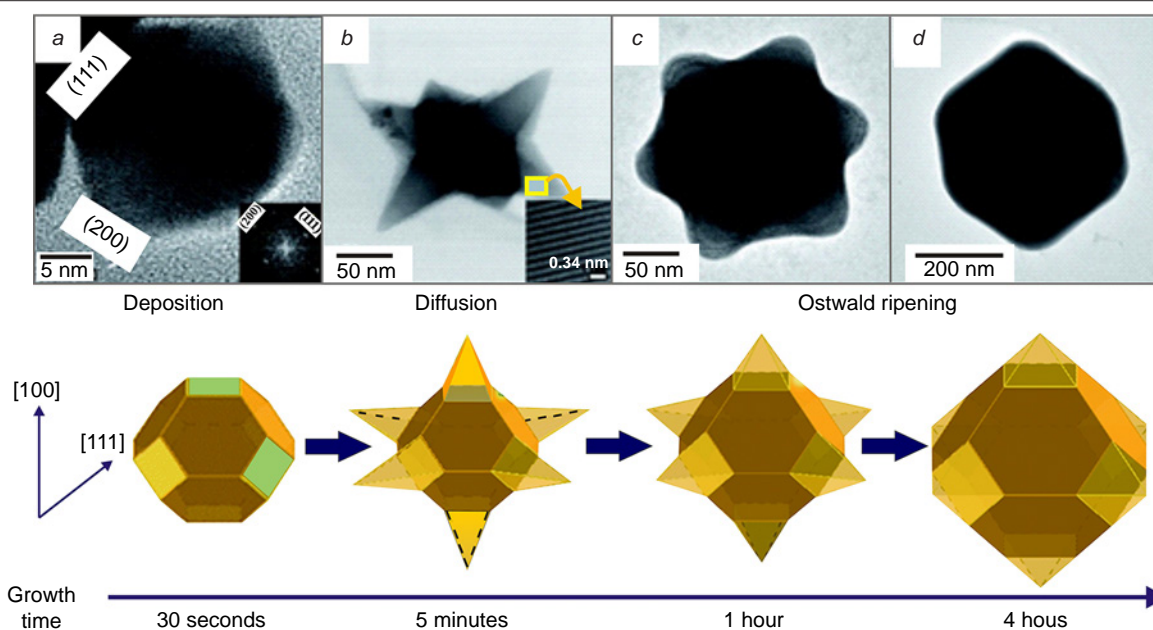 a
(111)
(200)
(200)
(111)
5 nm
b
0.34 nm
50 nm
c
50 nm
d
200 nm
Deposition
Diffusion
Ostwald ripening
[100]
[111]
Growth
time
30 seconds
5 minutes
1 hour
4 hous